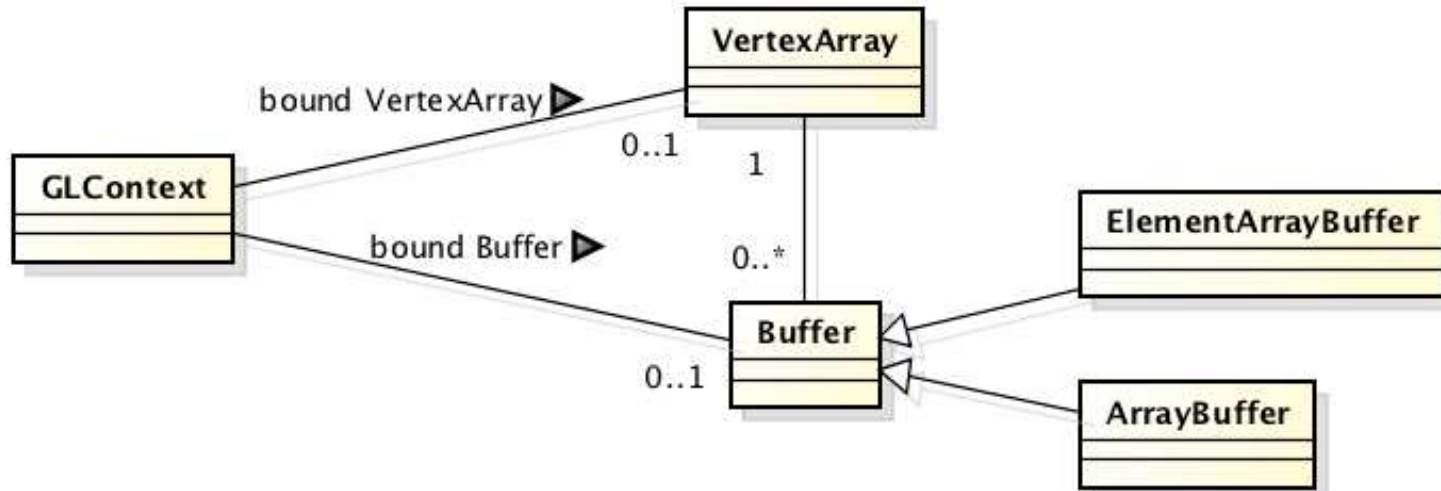 VertexArray
bound VertexArray
0..1
1
GLContext
ElementArrayBuffer
bound Buffer
0..*
Buffer
0..1
ArrayBuffer